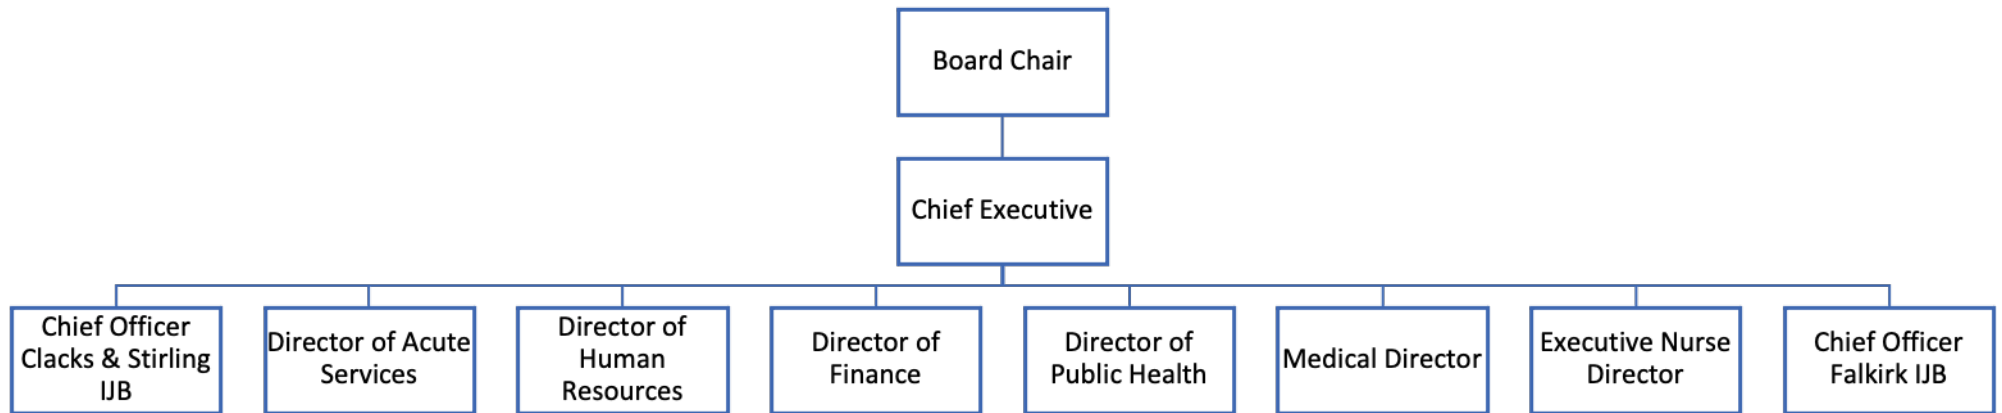 Board Chair
Chief Executive
Chief Officer
Clacks & Stirling
IJB
Director of Acute
Services
Director of
Human
Resources
Director of
Finance
Director of
Public Health
Medical Director
Executive Nurse
Director
Chief Officer
Falkirk IJB